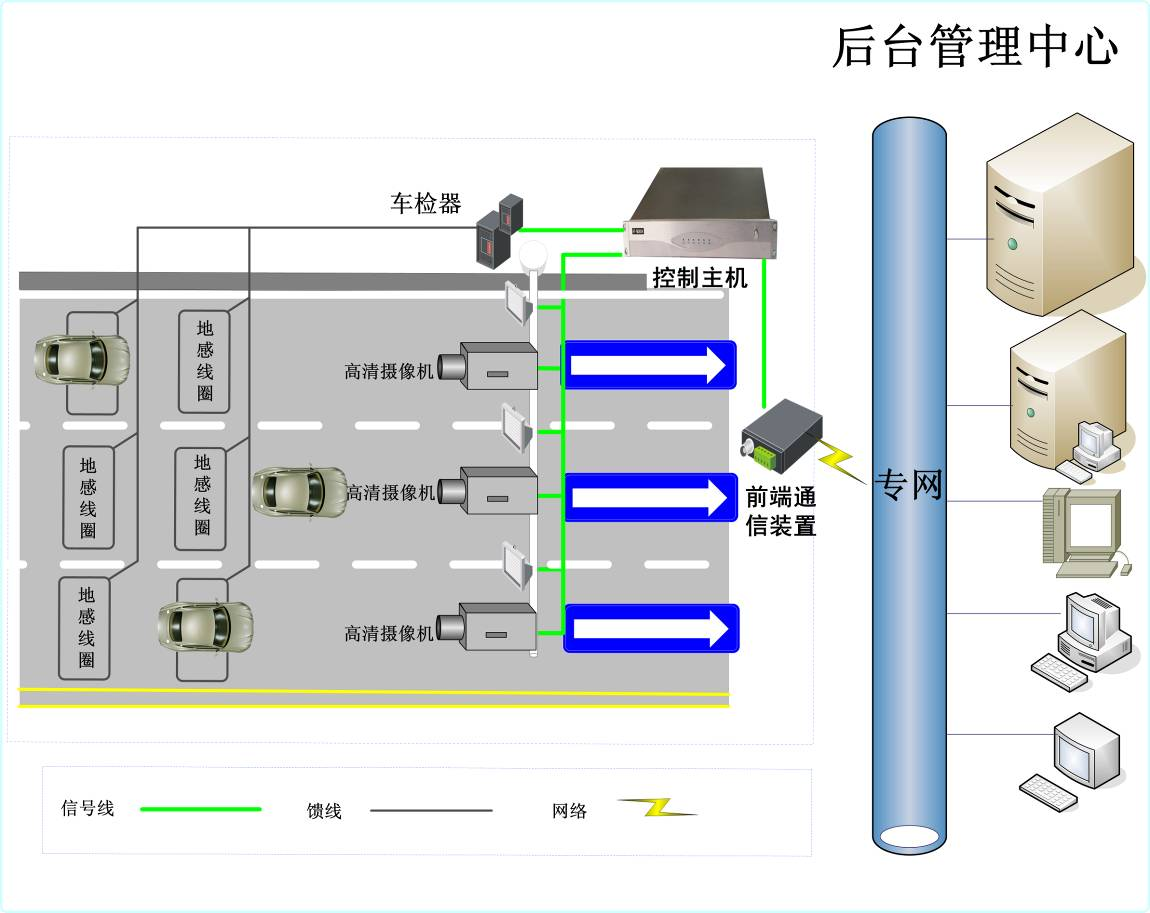 后台管理中心
车检器
控制主机
地
感
线
圈
高清摄像机
地
感
线
圈
地
感
线
圈
高清摄像机
前端通
信装置
专网
地
感
线
圈
高清摄像机
信号线
馈线
网络